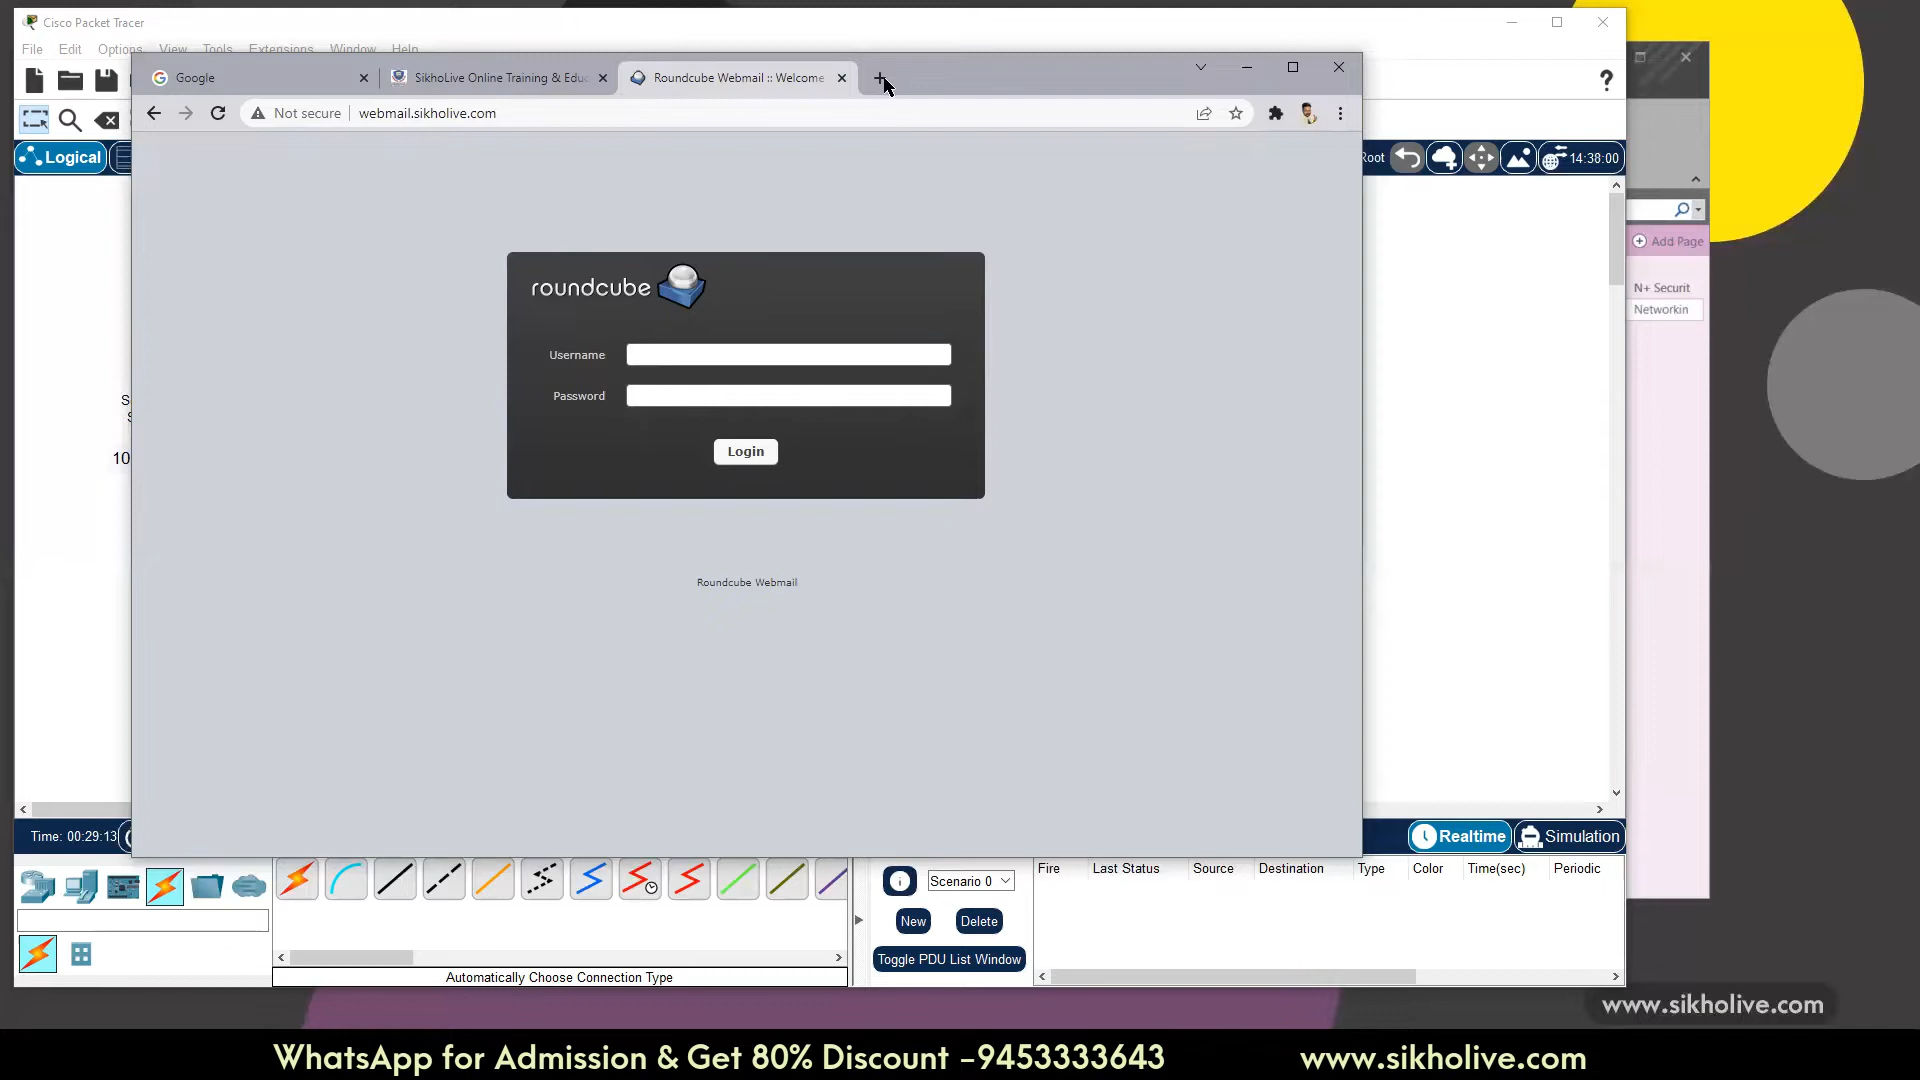 Cisco Packet Tracer
File Edit Options View Tools Extensions Window Help
Google
SikhoLive Online Training & Educ
Roundcube Webmail :: Welcome
Not secure
webmail.sikholive.com
Logical
Root
14:38:00
roundcube
Username
Password
Login
Roundcube Webmail
10
Add Page
N+ Securit
Networkin
Time: 00:29:13
Realtime
Simulation
Scenario 0
New
Delete
Toggle PDU List Window
Fire Last Status Source Destination Type Color Time(sec) Periodic
Automatically Choose Connection Type
www.sikholive.com
WhatsApp for Admission & Get 80% Discount -9453333643
www.sikholive.com